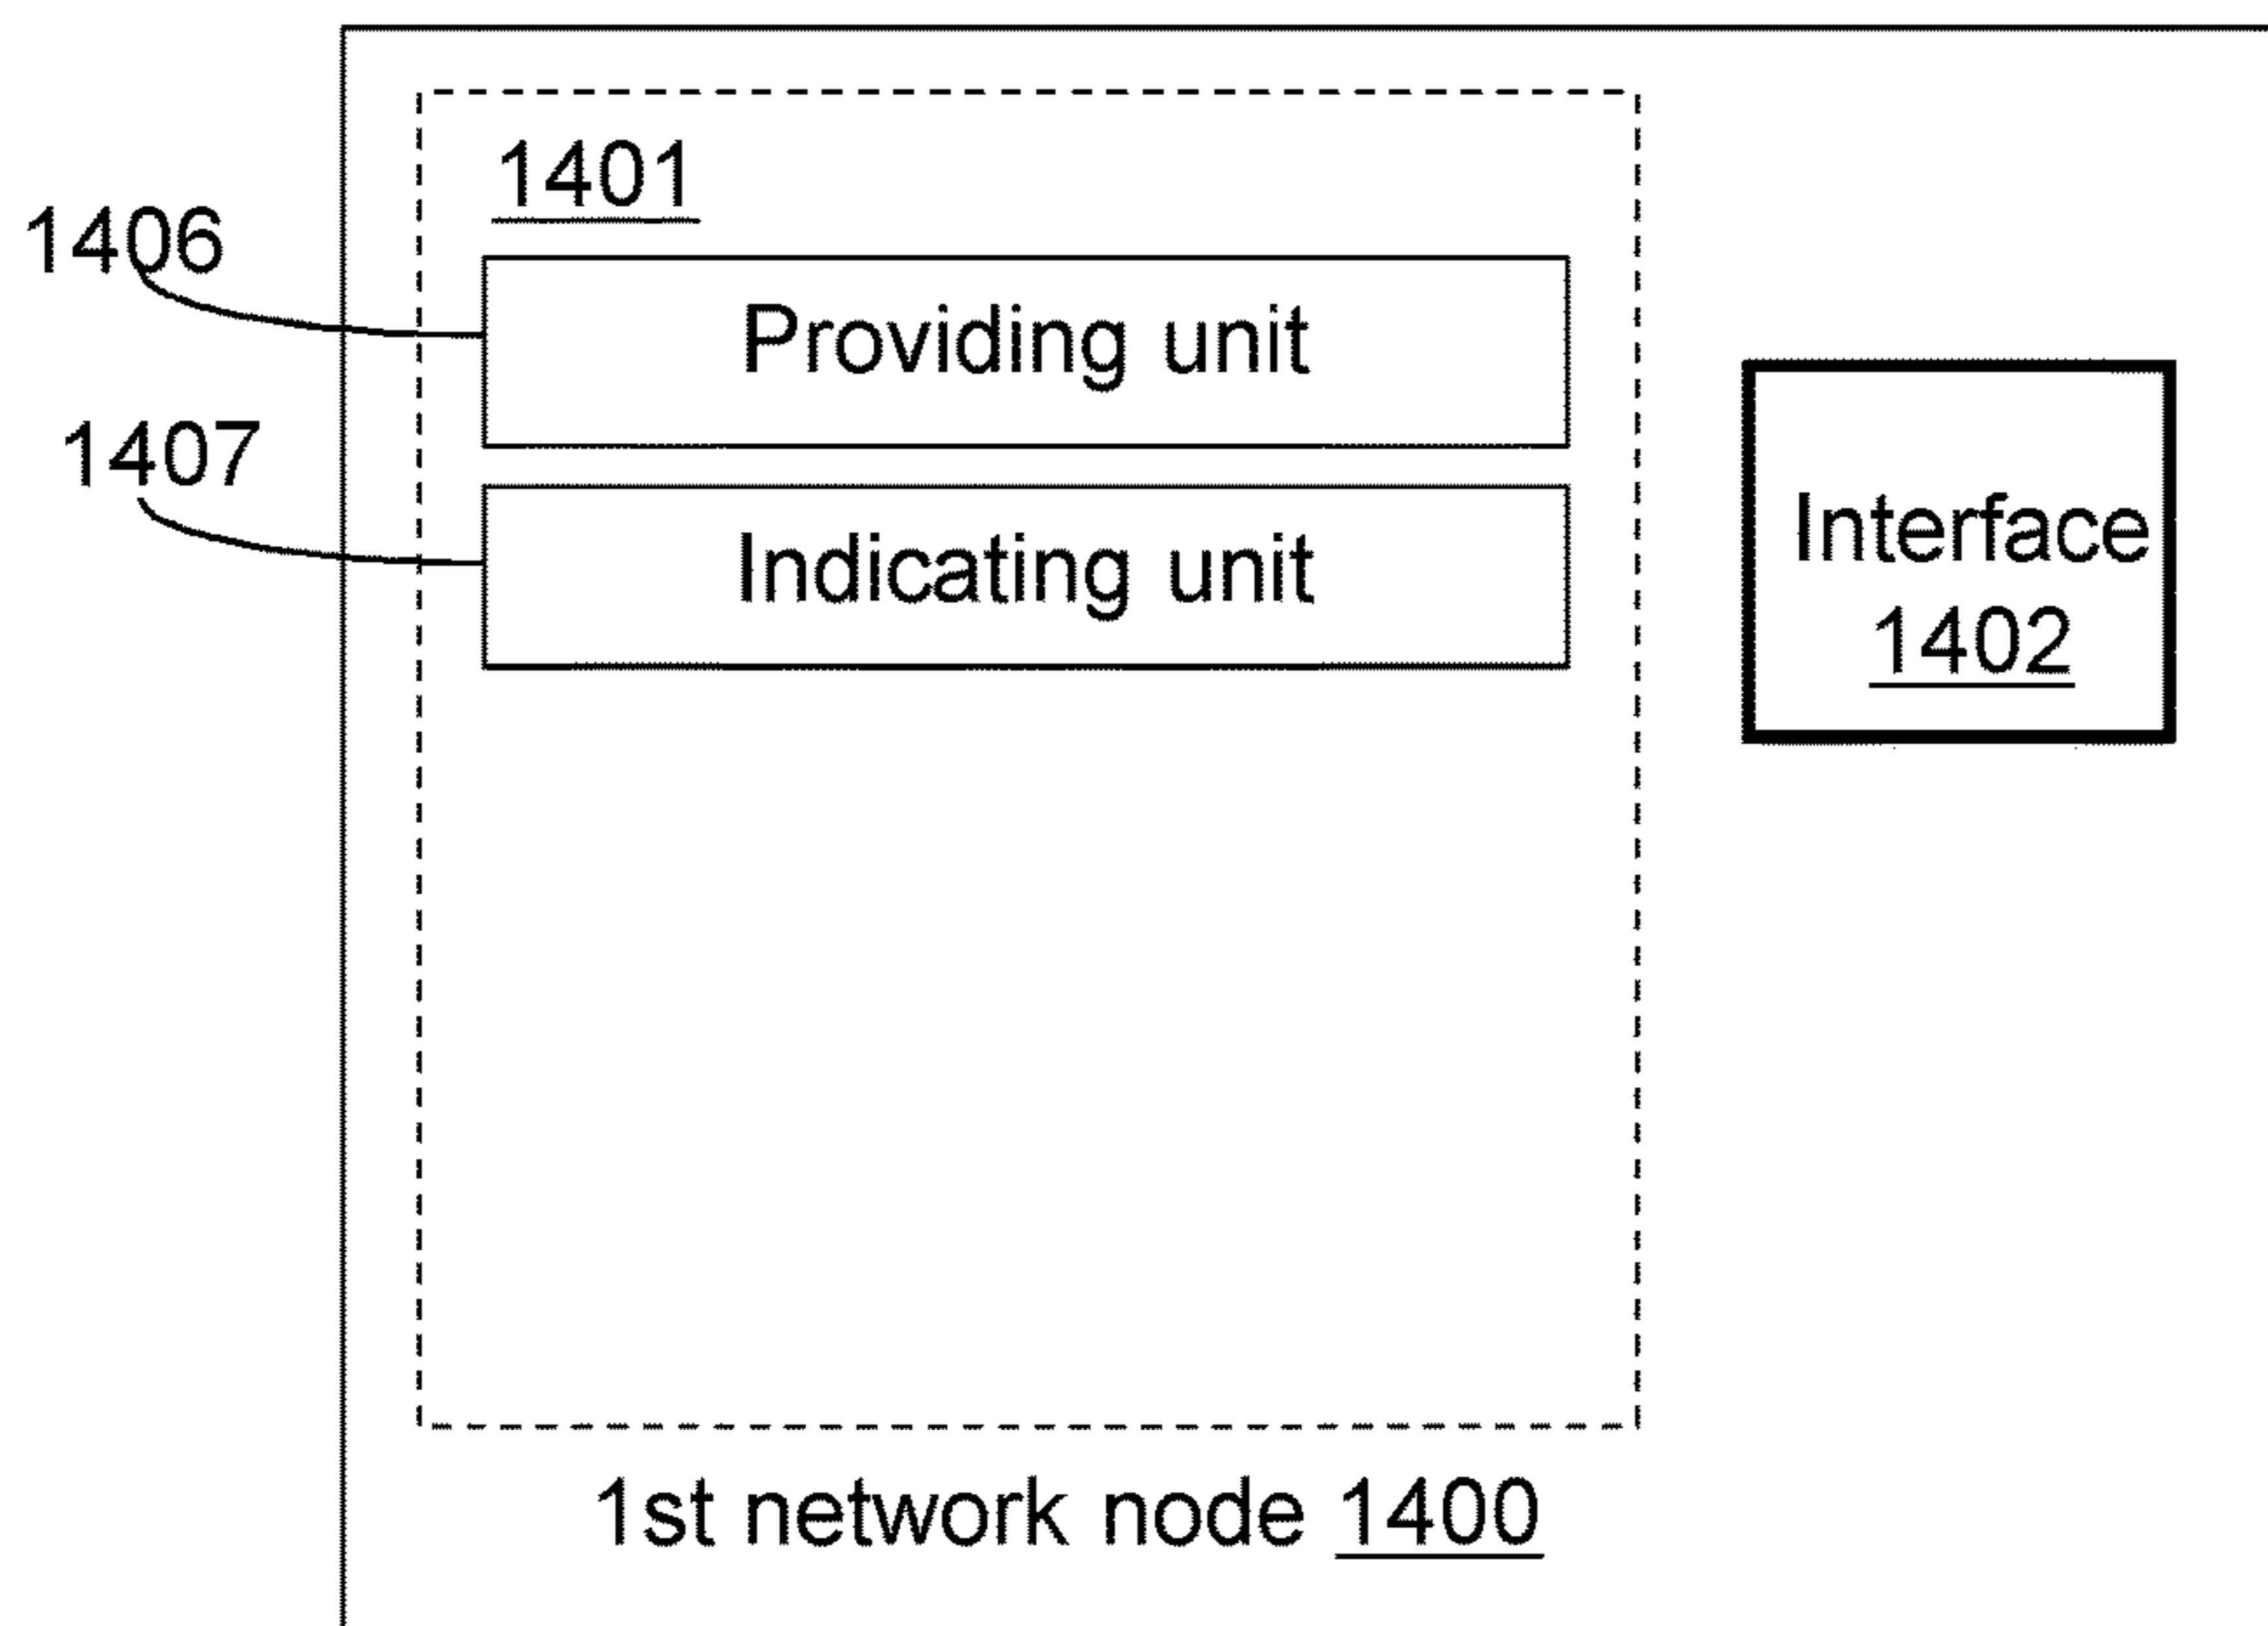 1401
1406
Providing unit
1407
Indicating unit
Interface
1402
1st network node 1400